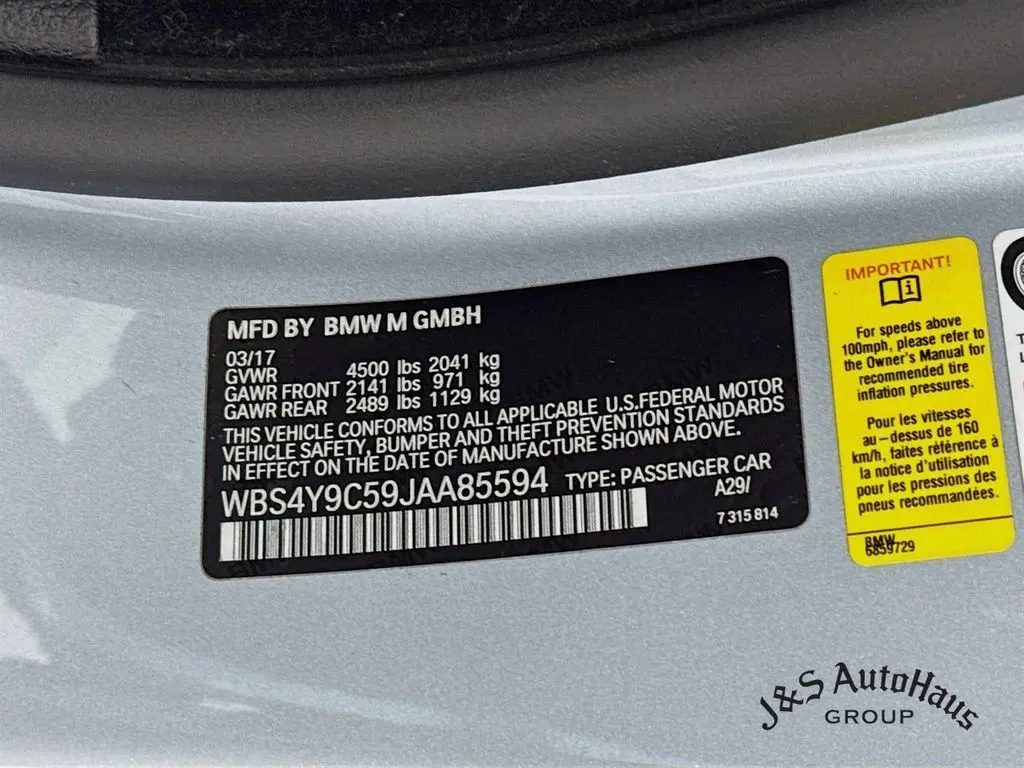 MFD BY BMW M GMBH
03/17
GVWR 4500 lbs 2041 kg
GAWR FRONT 2141 lbs 971 kg
GAWR REAR 2489 lbs 1129 kg
THIS VEHICLE CONFORMS TO ALL APPLICABLE U.S.FEDERAL MOTOR
VEHICLE SAFETY, BUMPER AND THEFT PREVENTION STANDARDS
IN EFFECT ON THE DATE OF MANUFACTURE SHOWN ABOVE.
WBS4Y9C59JAA85594 TYPE: PASSENGER CAR
A29/
7 315 814
IMPORTANT!
For speeds above
100mph, please refer to
the Owner's Manual for
recommended tire
inflation pressures.
Pour les vitesses
au-dessus de 160
km/h, faites référence à
la notice d'utilisation
pour les pressions des
pneus recommandées.
BMW
6859729
J&S AutoHaus
GROUP